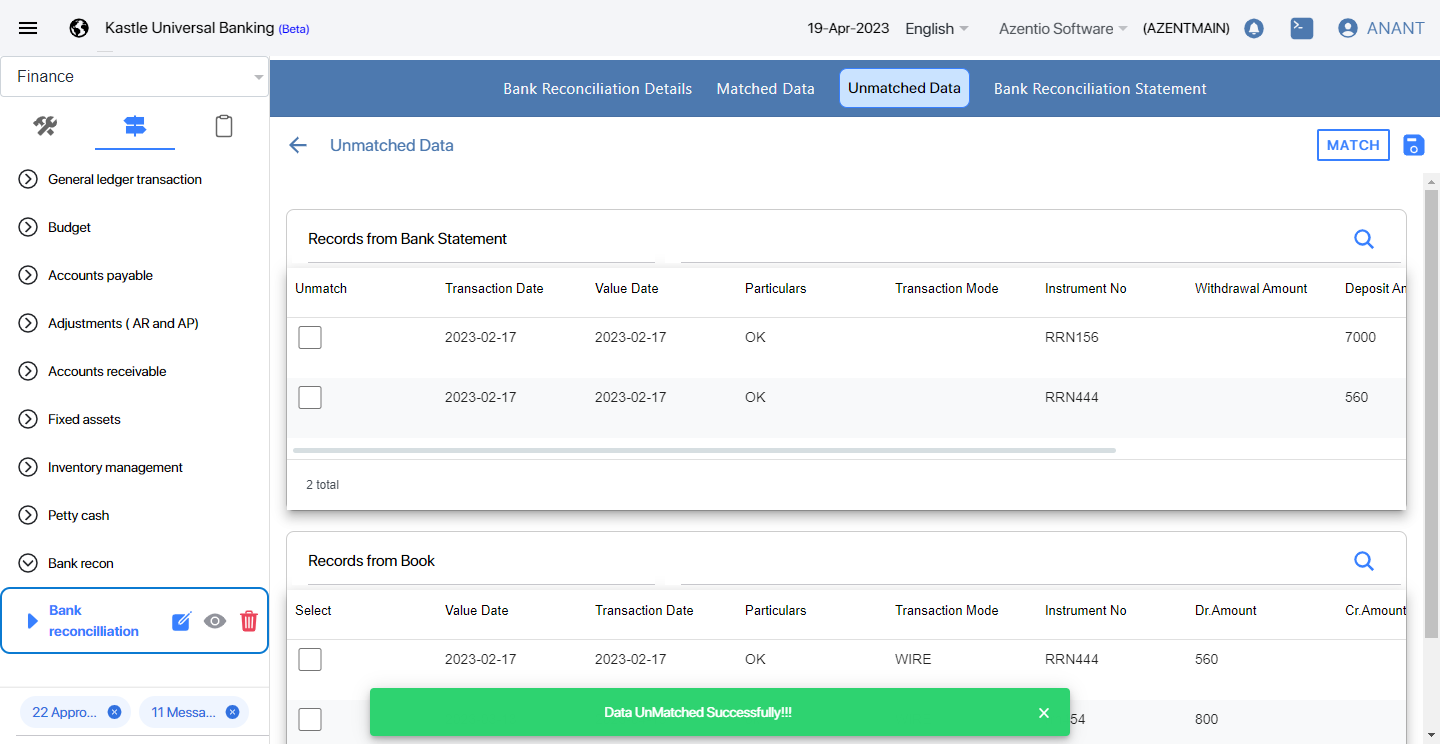 Kastle Universal Banking (Beta)
19-Apr-2023 English Azentio Software (AZENTMAIN) ANANT
Finance
Bank Reconciliation Details Matched Data Unmatched Data Bank Reconciliation Statement
Unmatched Data MATCH
General ledger transaction
Budget
Accounts payable
Adjustments ( AR and AP)
Accounts receivable
Fixed assets
Inventory management
Petty cash
Bank recon
Bank
reconcilliation
22 Appro... 11 Messa...
Records from Bank Statement
Unmatch Transaction Date Value Date Particulars Transaction Mode Instrument No Withdrawal Amount Deposit
2023-02-17 2023-02-17 OK RRN156 7000
2023-02-17 2023-02-17 OK RRN444 560
2 total
Records from Book
Select Value Date Transaction Date Particulars Transaction Mode Instrument No Dr.Amount Cr.Amount
2023-02-17 2023-02-17 OK WIRE RRN444 560
54 800
Data UnMatched Successfully!!!